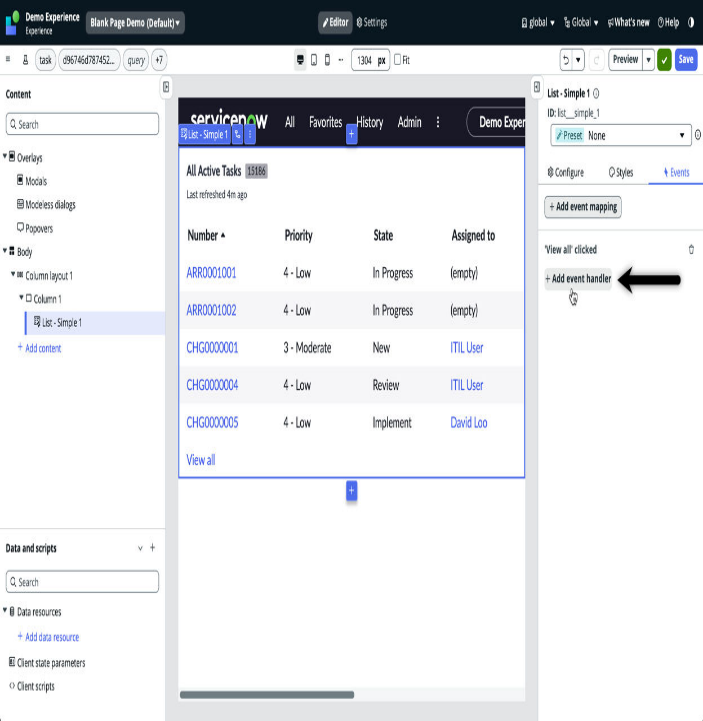 Demo Experience
Experience
Blank Page Demo (Default)
Editor
Settings
global
Global
What's new
Help
task
d96746d787452...
query
+7
1304 px
Fit
Preview
Save
Content
Search
Overlays
Modals
Modeless dialogs
Popovers
Body
Column layout 1
Column 1
List - Simple 1
+ Add content
Data and scripts
Search
Data resources
+ Add data resource
Client state parameters
Client scripts
servicenow
All
Favorites
History
Admin
Demo Exper
List - Simple 1
All Active Tasks 15186
Last refreshed 4m ago
Number Priority State Assigned to
ARR0001001 4 - Low In Progress (empty)
ARR0001002 4 - Low In Progress (empty)
CHG0000001 3 - Moderate New ITIL User
CHG0000004 4 - Low Review ITIL User
CHG0000005 4 - Low Implement David Loo
View all
List - Simple 1
ID: list__simple_1
Preset None
Configure
Styles
Events
+ Add event mapping
'View all' clicked
+ Add event handler